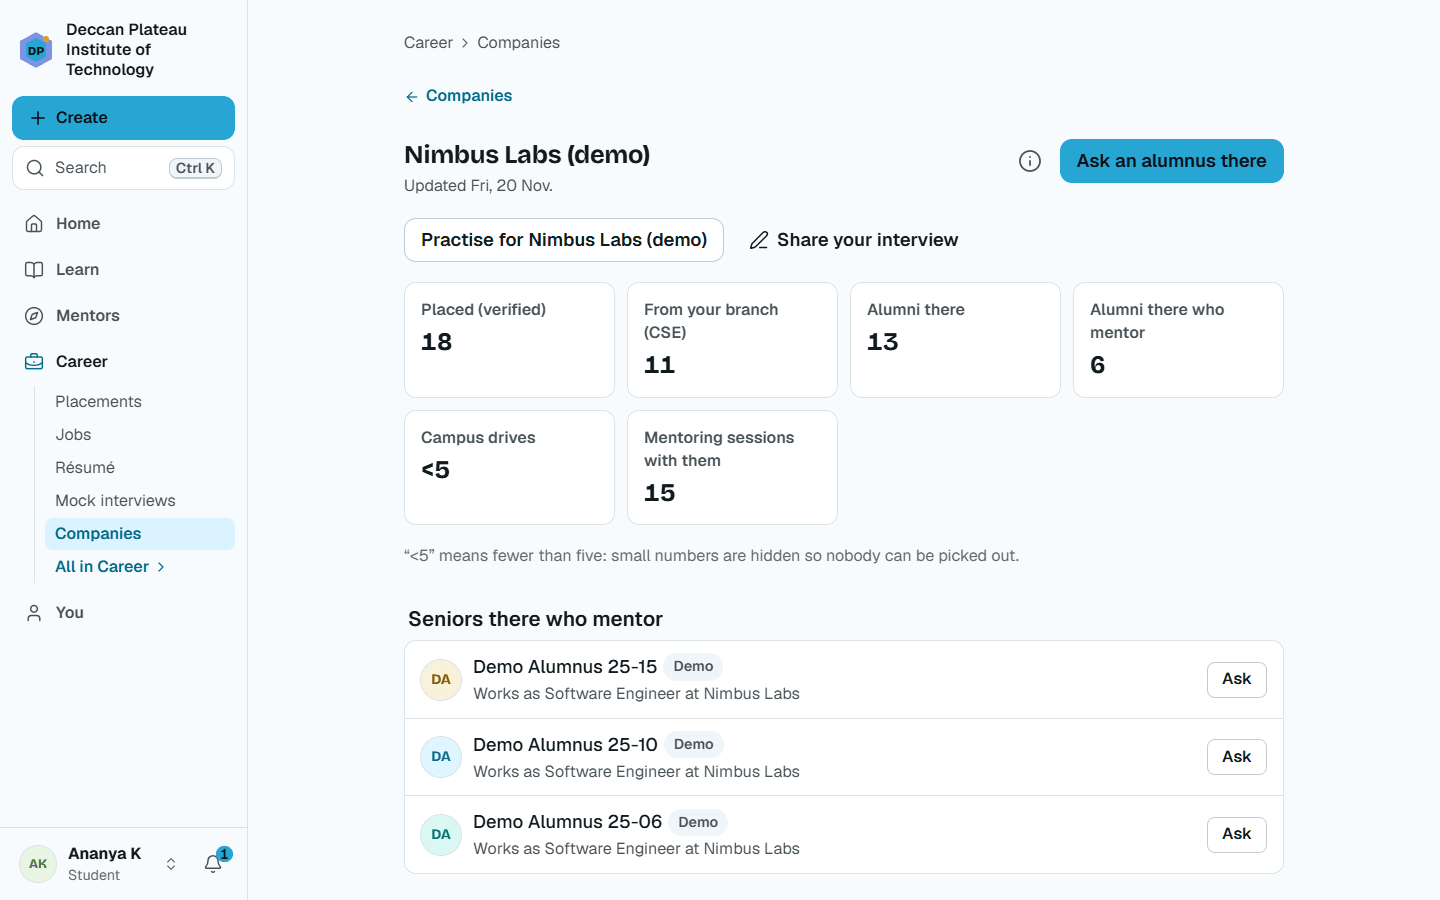 DP
Deccan Plateau
Institute of
Technology
Create
Search
Ctrl K
Home
Learn
Mentors
Career
Placements
Jobs
Résumé
Mock interviews
Companies
All in Career
You
AK
Ananya K
Student
1
Career
Companies
Companies
Nimbus Labs (demo)
Updated Fri, 20 Nov.
Ask an alumnus there
Practise for Nimbus Labs (demo)
Share your interview
Placed (verified)
18
From your branch
(CSE)
11
Alumni there
13
Alumni there who
mentor
6
Campus drives
<5
Mentoring sessions
with them
15
“<5” means fewer than five: small numbers are hidden so nobody can be picked out.
Seniors there who mentor
DA
Demo Alumnus 25-15 Demo
Works as Software Engineer at Nimbus Labs
Ask
DA
Demo Alumnus 25-10 Demo
Works as Software Engineer at Nimbus Labs
Ask
DA
Demo Alumnus 25-06 Demo
Works as Software Engineer at Nimbus Labs
Ask